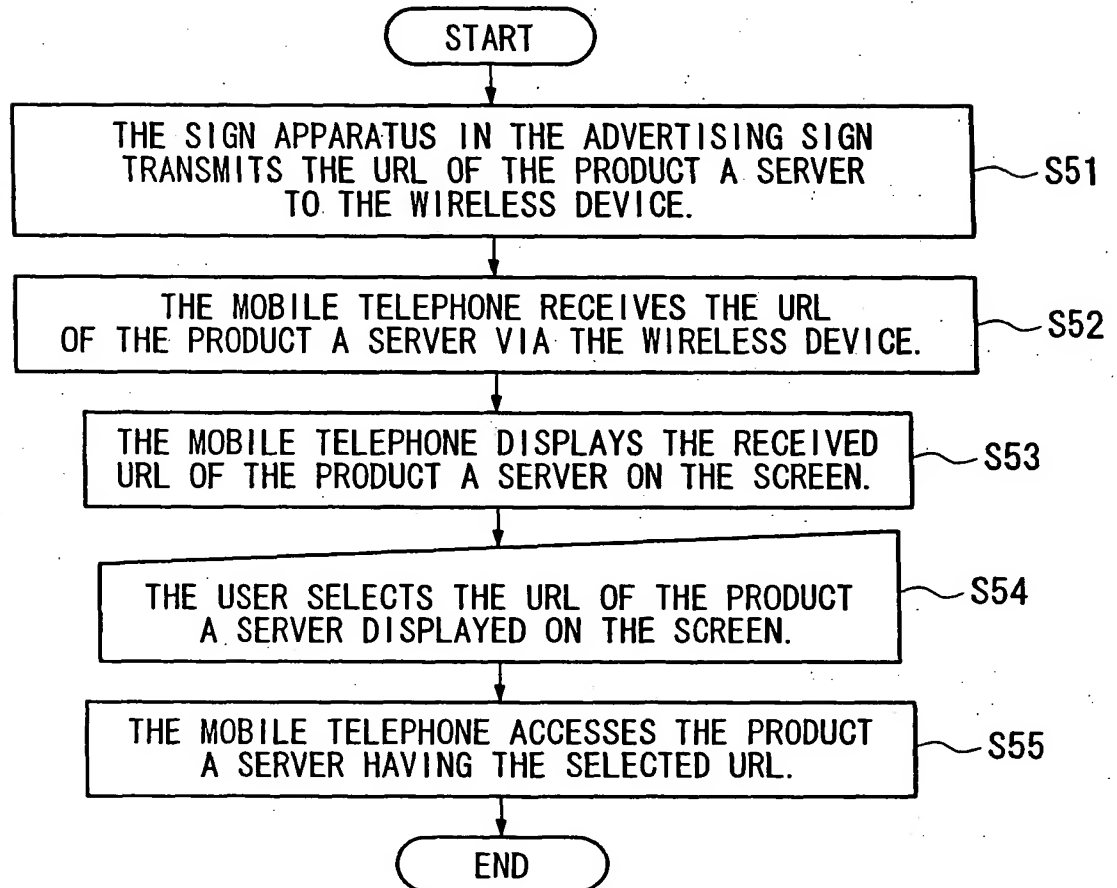 START
THE SIGN APPARATUS IN THE ADVERTISING SIGN
TRANSMITS THE URL OF THE PRODUCT A SERVER
TO THE WIRELESS DEVICE.
S51
THE MOBILE TELEPHONE RECEIVES THE URL
OF THE PRODUCT A SERVER VIA THE WIRELESS DEVICE.
S52
THE MOBILE TELEPHONE DISPLAYS THE RECEIVED
URL OF THE PRODUCT A SERVER ON THE SCREEN.
S53
THE USER SELECTS THE URL OF THE PRODUCT
A SERVER DISPLAYED ON THE SCREEN.
S54
THE MOBILE TELEPHONE ACCESSES THE PRODUCT
A SERVER HAVING THE SELECTED URL.
S55
END